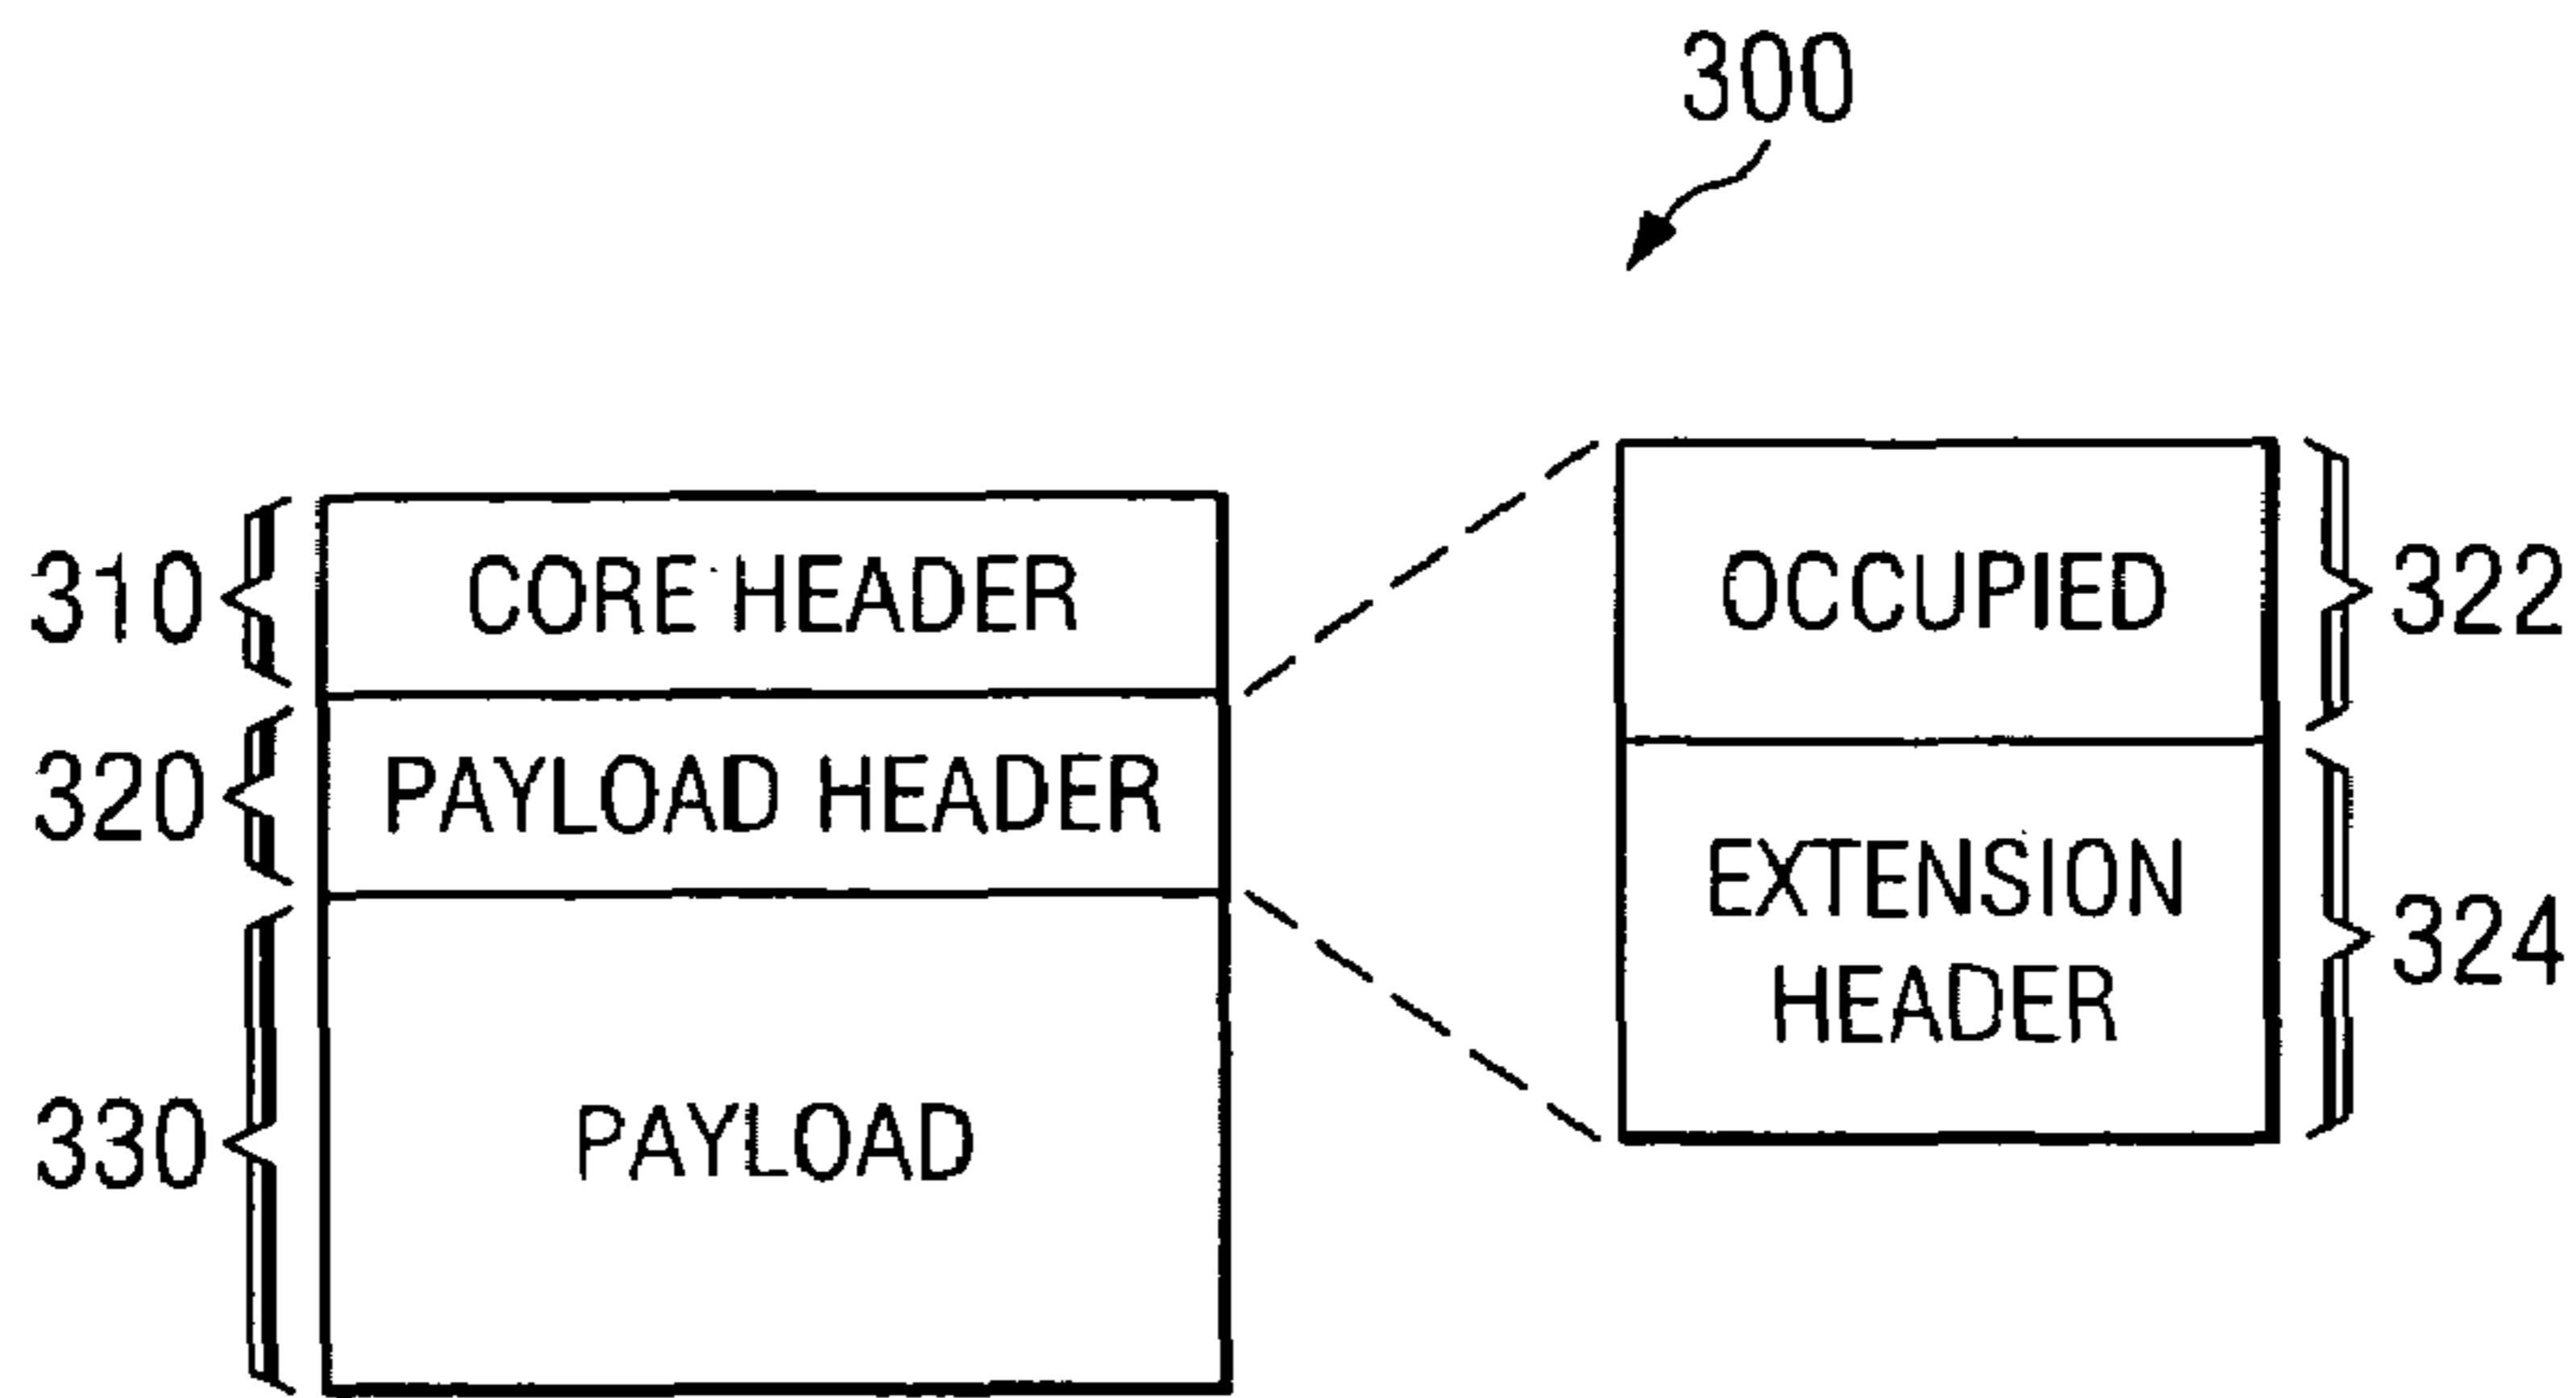 300
310
CORE HEADER
320
PAYLOAD HEADER
330
PAYLOAD
OCCUPIED
322
EXTENSION
HEADER
324